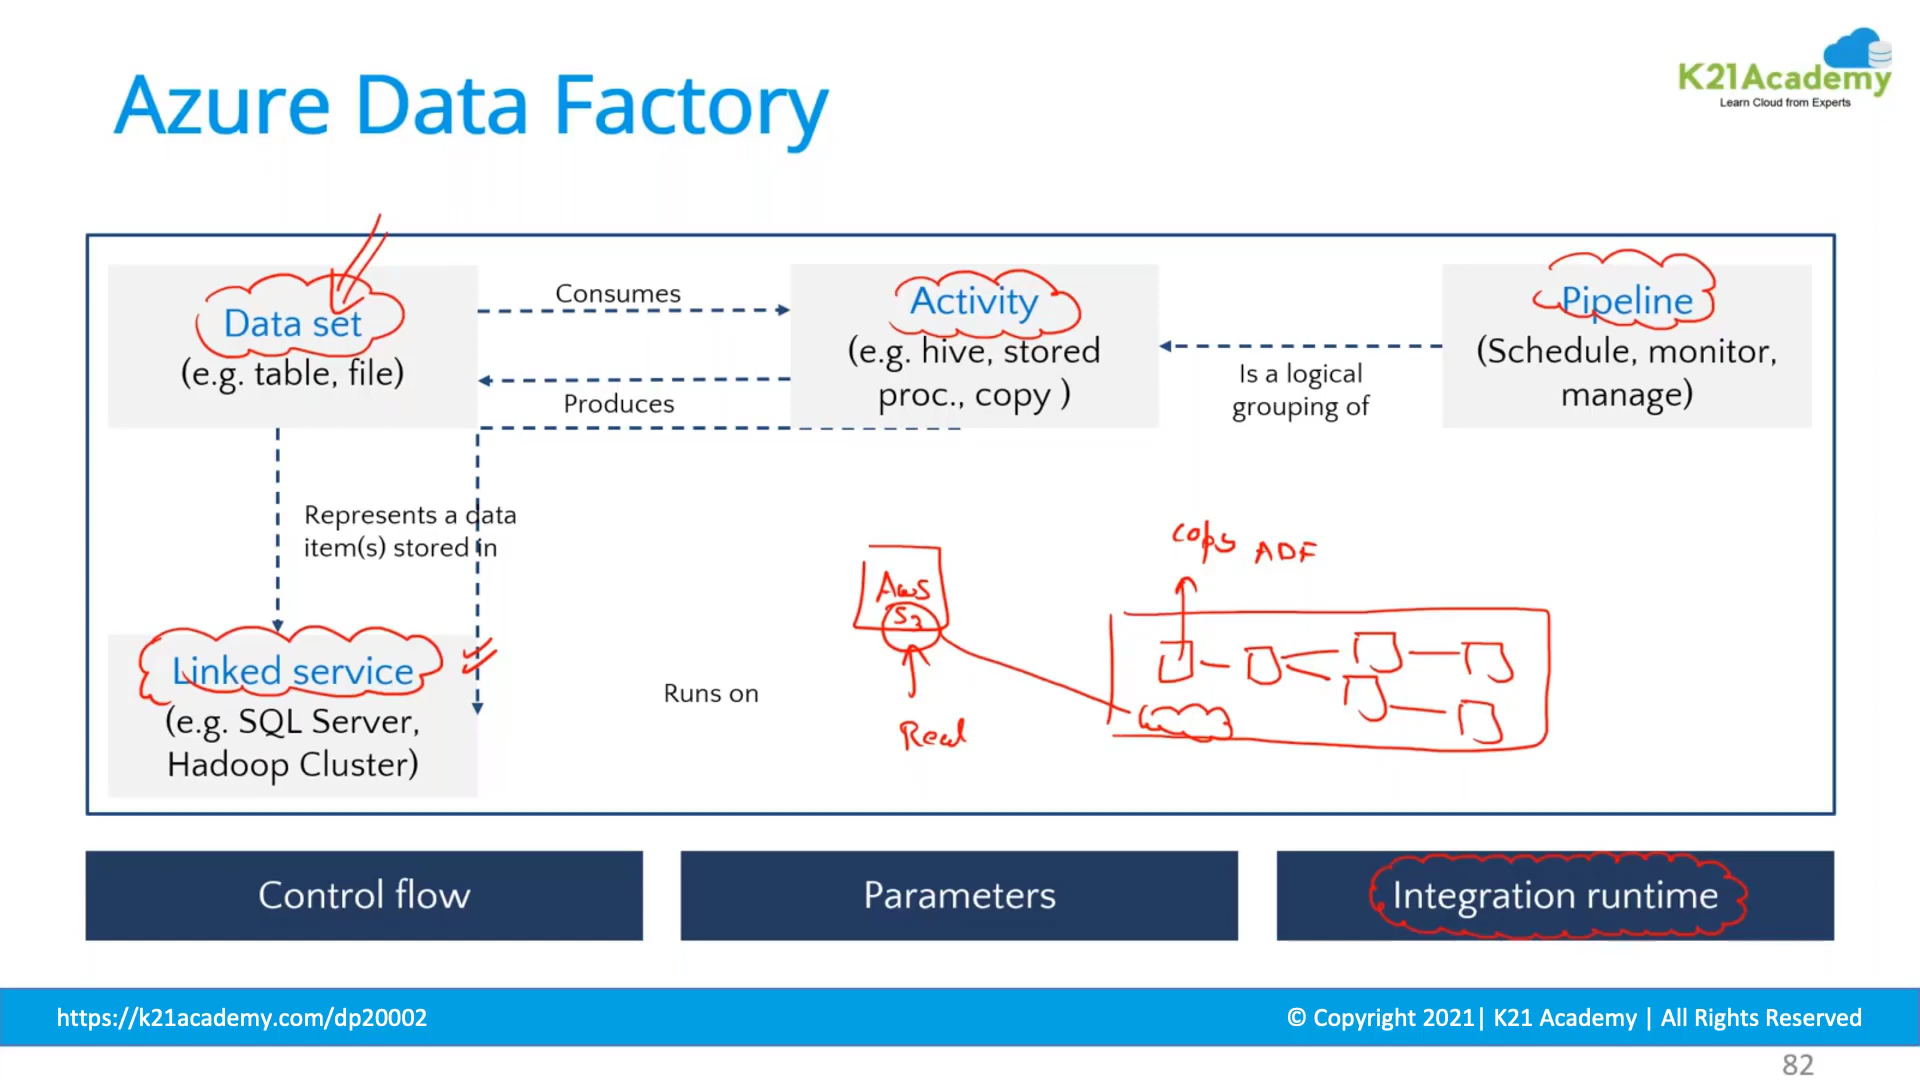 Azure Data Factory
K21Academy
Learn Cloud from Experts
Data set
(e.g. table, file)
Consumes
Produces
Activity
(e.g. hive, stored
proc., copy )
Is a logical
grouping of
Pipeline
(Schedule, monitor,
manage)
Represents a data
item(s) stored in
Linked service
(e.g. SQL Server,
Hadoop Cluster)
Runs on
Aws
S3
Read
copy ADF
Control flow
Parameters
Integration runtime
https://k21academy.com/dp20002
© Copyright 2021| K21 Academy | All Rights Reserved
82